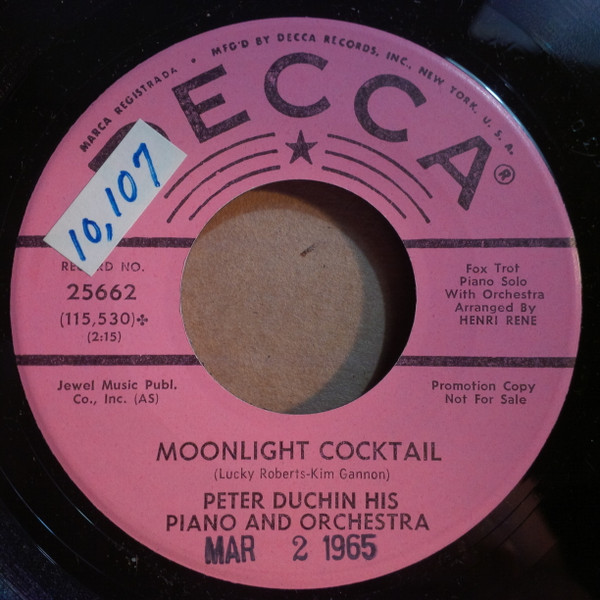 MARCA REGISTRADA • MFG'D BY DECCA RECORDS, INC., NEW YORK, U. S. A.
DECCA®
10,107
RECORD NO.
25662
(115,530)✤
(2:15)
Fox Trot
Piano Solo
With Orchestra
Arranged By
HENRI RENE
Jewel Music Publ.
Co., Inc. (AS)
Promotion Copy
Not For Sale
MOONLIGHT COCKTAIL
(Lucky Roberts-Kim Gannon)
PETER DUCHIN HIS
PIANO AND ORCHESTRA
MAR 2 1965